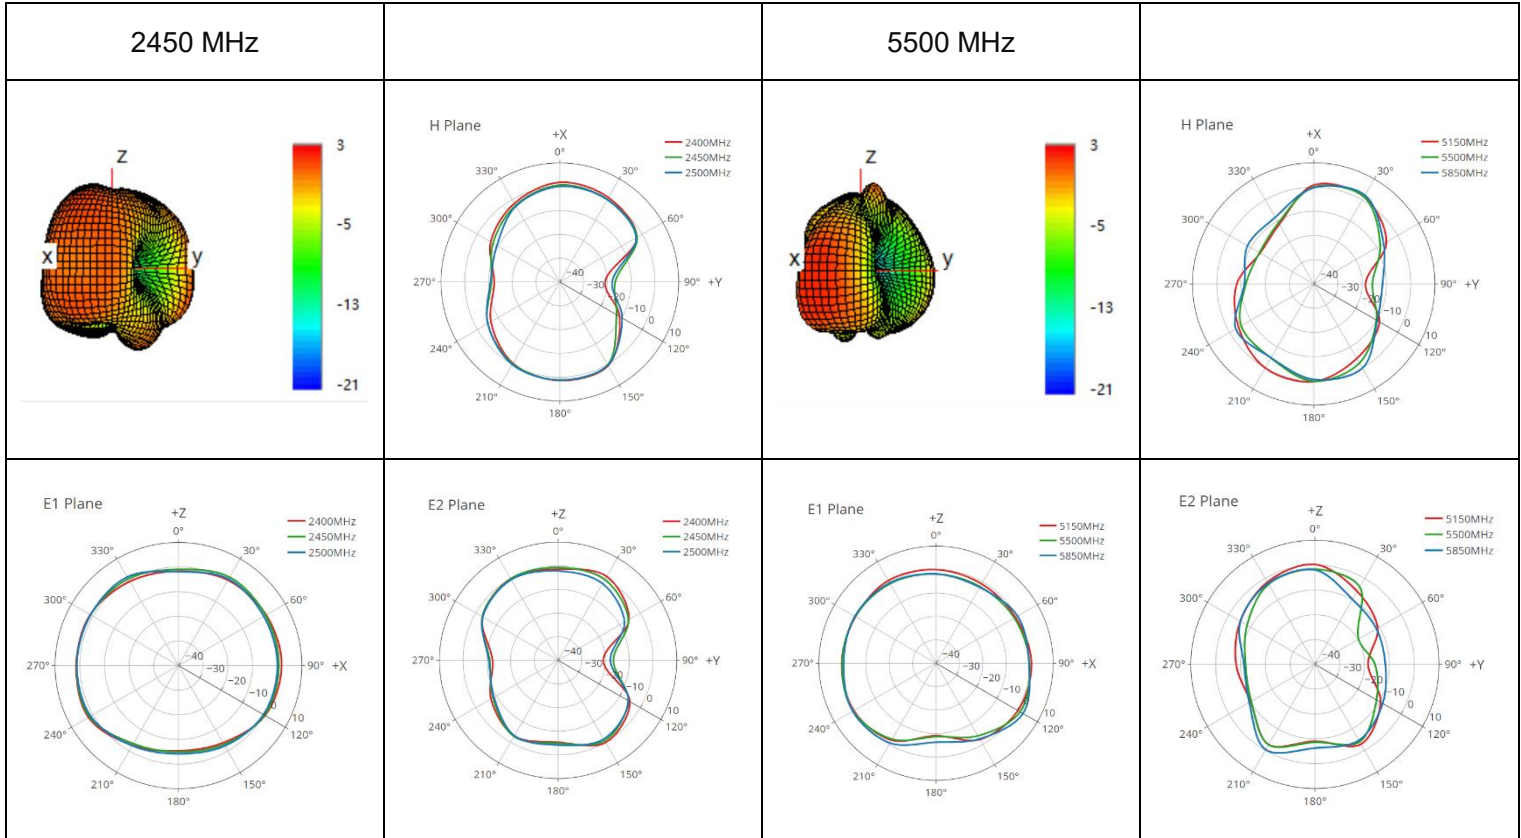 2450 MHz
5500 MHz
z
x
y
3
-5
-13
-21
H Plane
+X
0°
30°
60°
90° +Y
120°
150°
180°
210°
240°
270°
300°
330°
−40
−30
−20
−10
0
10
2400MHz
2450MHz
2500MHz
z
x
y
3
-5
-13
-21
H Plane
+X
0°
30°
60°
90° +Y
120°
150°
180°
210°
240°
270°
300°
330°
−40
−30
−20
−10
0
10
5150MHz
5500MHz
5850MHz
E1 Plane
+Z
0°
30°
60°
90° +X
120°
150°
180°
210°
240°
270°
300°
330°
−40
−30
−20
−10
0
10
2400MHz
2450MHz
2500MHz
E2 Plane
+Z
0°
30°
60°
90° +Y
120°
150°
180°
210°
240°
270°
300°
330°
−40
−30
−10
0
10
2400MHz
2450MHz
2500MHz
E1 Plane
+Z
0°
30°
60°
90° +X
120°
150°
180°
210°
240°
270°
300°
330°
−40
−30
−20
−10
10
5150MHz
5500MHz
5850MHz
E2 Plane
+Z
0°
30°
60°
90° +Y
120°
150°
180°
210°
240°
270°
300°
330°
−40
−30
−20
−10
0
10
5150MHz
5500MHz
5850MHz